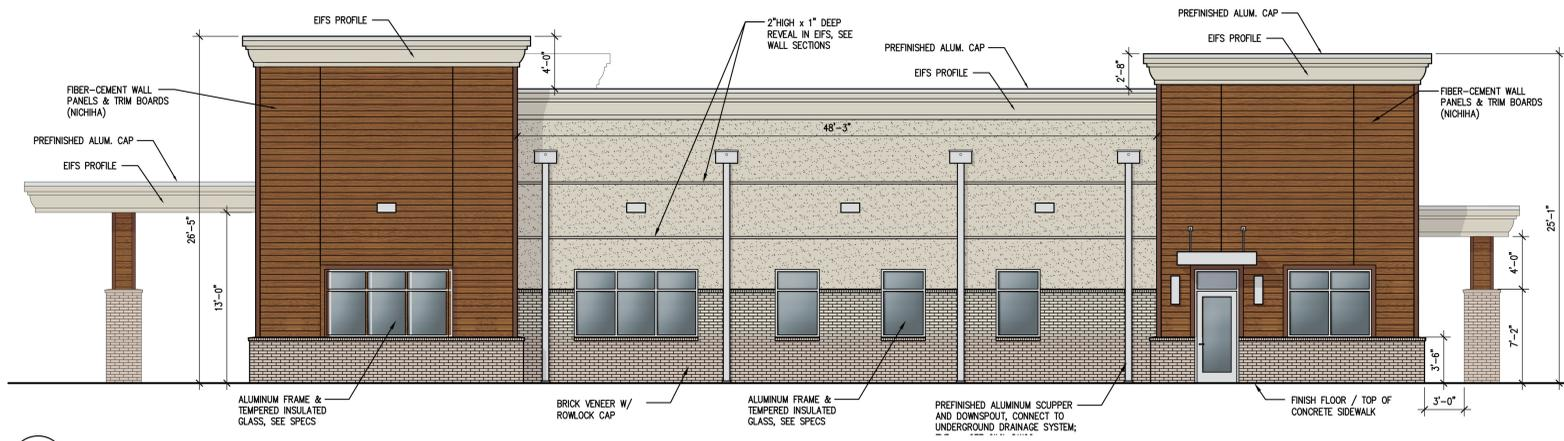 EIFS PROFILE
2"HIGH x 1" DEEP
REVEAL IN EIFS, SEE
WALL SECTIONS
PREFINISHED ALUM. CAP
EIFS PROFILE
PREFINISHED ALUM. CAP
EIFS PROFILE
4'-0"
2'-8"
FIBER-CEMENT WALL
PANELS & TRIM BOARDS
(NICHIHA)
FIBER-CEMENT WALL
PANELS & TRIM BOARDS
(NICHIHA)
48'-3"
PREFINISHED ALUM. CAP
EIFS PROFILE
26'-5"
13'-0"
25'-1"
4'-0"
7'-2"
3'-6"
3'-0"
ALUMINUM FRAME &
TEMPERED INSULATED
GLASS, SEE SPECS
BRICK VENEER W/
ROWLOCK CAP
ALUMINUM FRAME &
TEMPERED INSULATED
GLASS, SEE SPECS
PREFINISHED ALUMINUM SCUPPER
AND DOWNSPOUT, CONNECT TO
UNDERGROUND DRAINAGE SYSTEM;
FINISH FLOOR / TOP OF
CONCRETE SIDEWALK